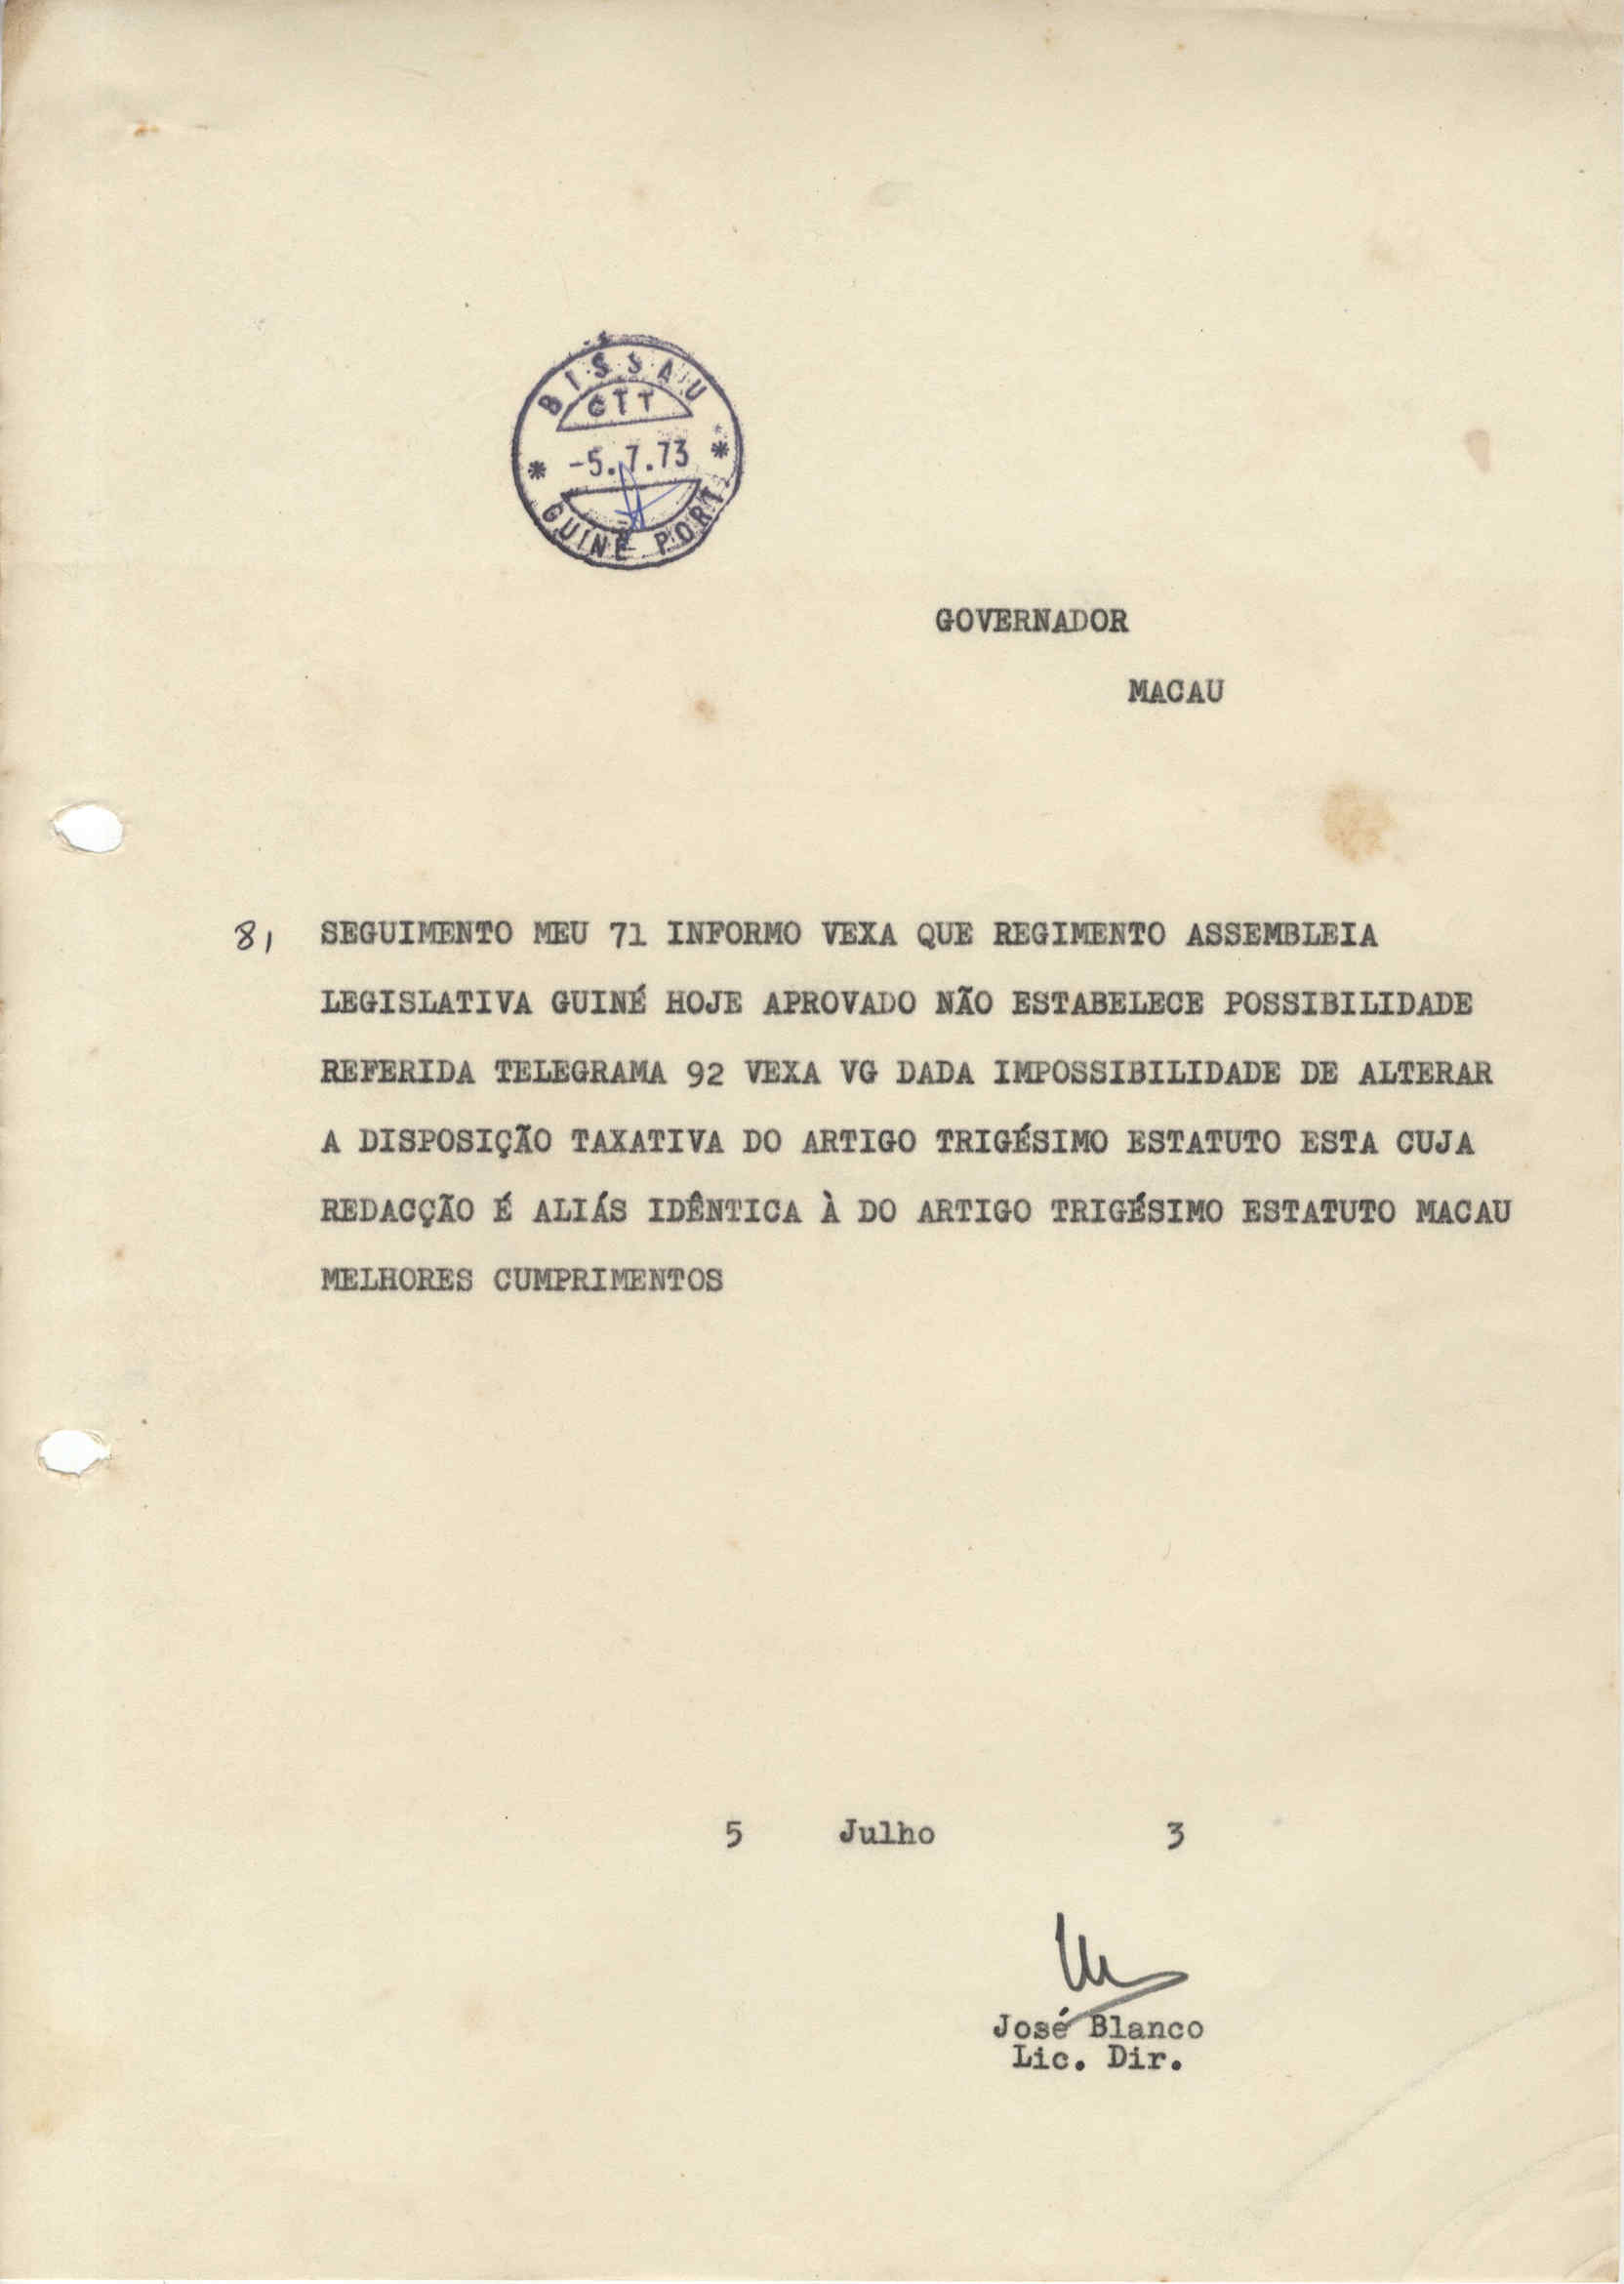 BISSAU
CTT
-5.7.73
GUINÉ PORT.
GOVERNADOR
MACAU
81 SEGUIMENTO MEU 71 INFORMO VEXA QUE REGIMENTO ASSEMBLEIA
LEGISLATIVA GUINÉ HOJE APROVADO NÃO ESTABELECE POSSIBILIDADE
REFERIDA TELEGRAMA 92 VEXA VG DADA IMPOSSIBILIDADE DE ALTERAR
A DISPOSIÇÃO TAXATIVA DO ARTIGO TRIGÉSIMO ESTATUTO ESTA CUJA
REDACÇÃO É ALIÁS IDÊNTICA À DO ARTIGO TRIGÉSIMO ESTATUTO MACAU
MELHORES CUMPRIMENTOS
5 Julho 3
José Blanco
Lic. Dir.